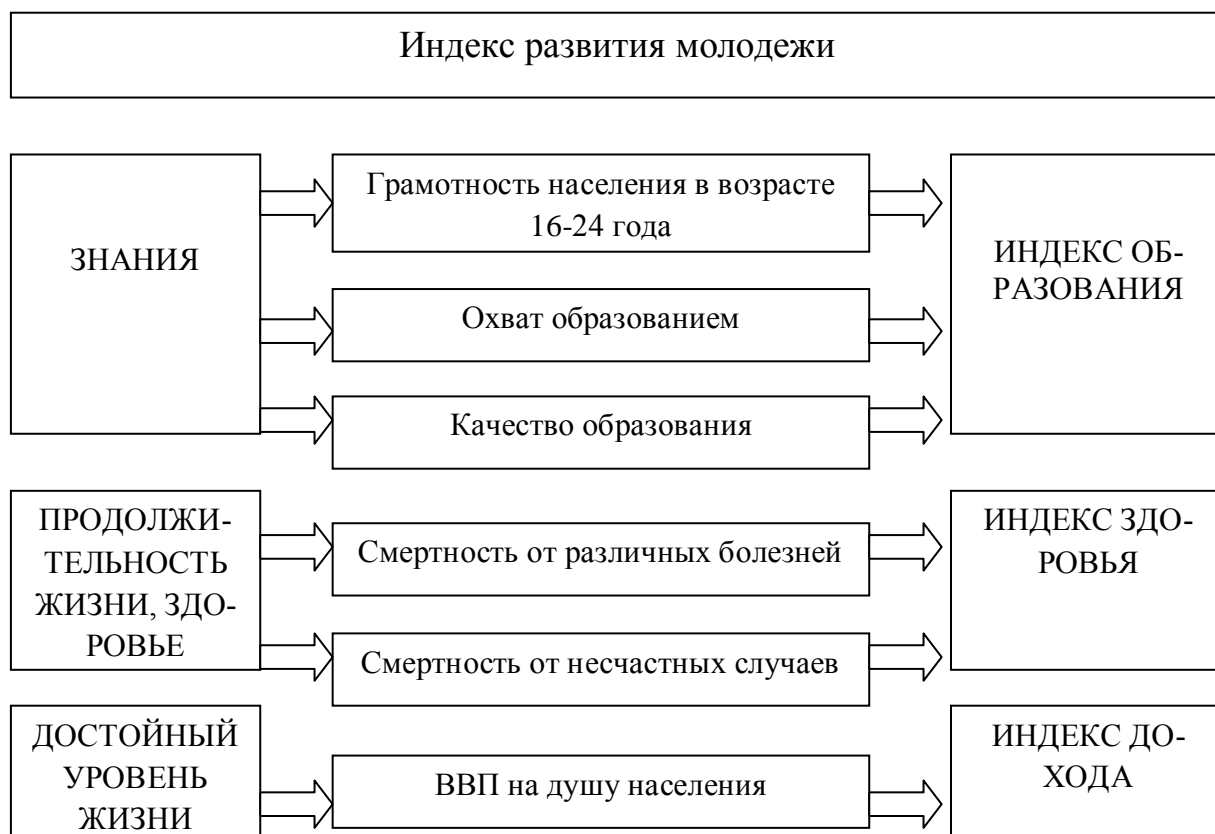 Индекс развития молодежи
ЗНАНИЯ
Грамотность населения в возрасте
16-24 года
Охват образованием
Качество образования
ИНДЕКС ОБ-
РАЗОВАНИЯ
ПРОДОЛЖИ-
ТЕЛЬНОСТЬ
ЖИЗНИ, ЗДО-
РОВЬЕ
Смертность от различных болезней
Смертность от несчастных случаев
ИНДЕКС ЗДО-
РОВЬЯ
ДОСТОЙНЫЙ
УРОВЕНЬ
ЖИЗНИ
ВВП на душу населения
ИНДЕКС ДО-
ХОДА